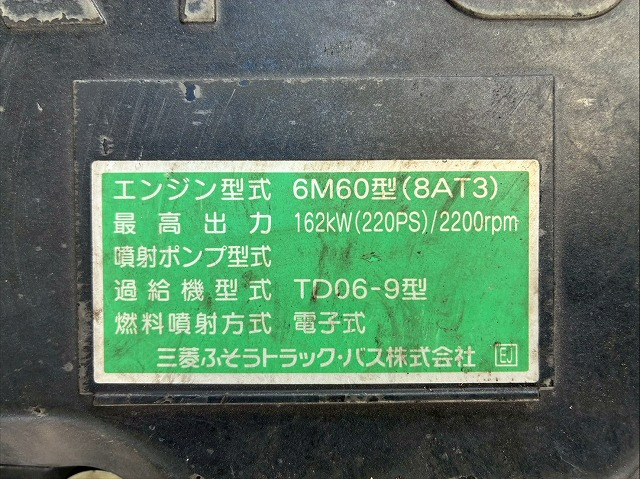 エンジン型式 6M60型(8AT3)
最高出力 162kW(220PS)/2200rpm
噴射ポンプ型式
過給機型式 TD06-9型
燃料噴射方式 電子式
三菱ふそうトラック・バス株式会社 EJ